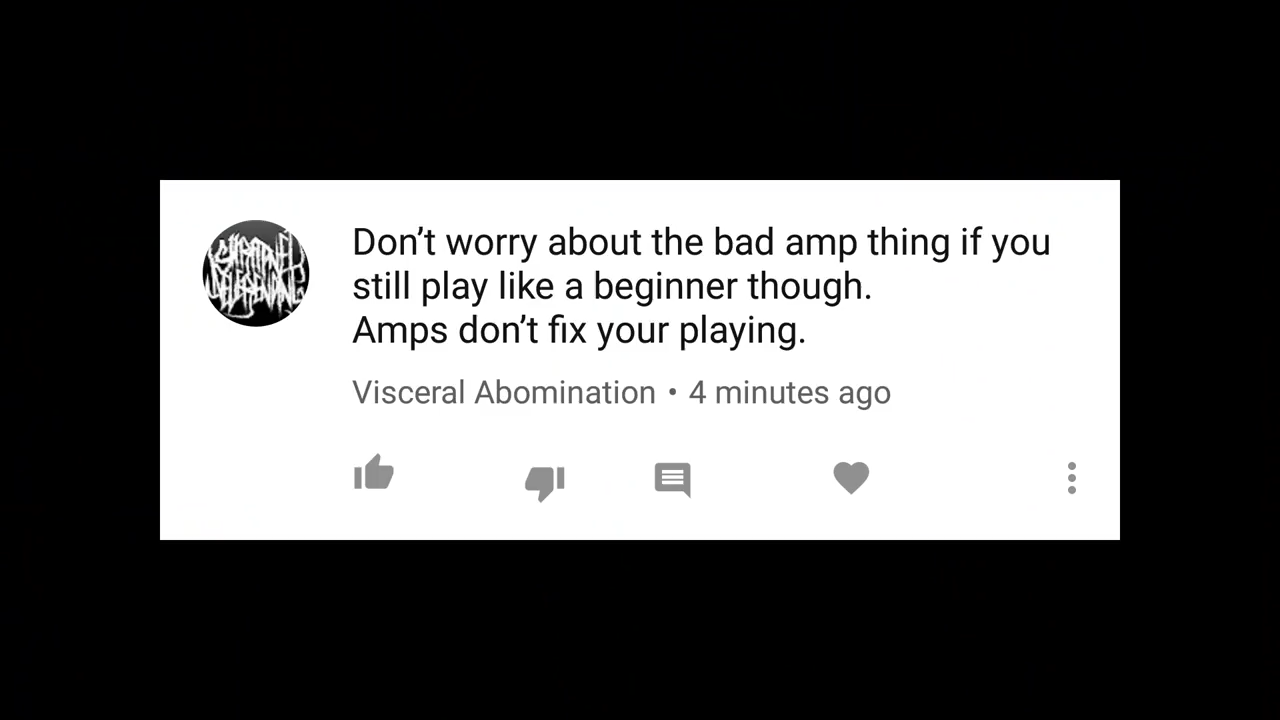 Don’t worry about the bad amp thing if you
still play like a beginner though.
Amps don’t fix your playing.
Visceral Abomination • 4 minutes ago